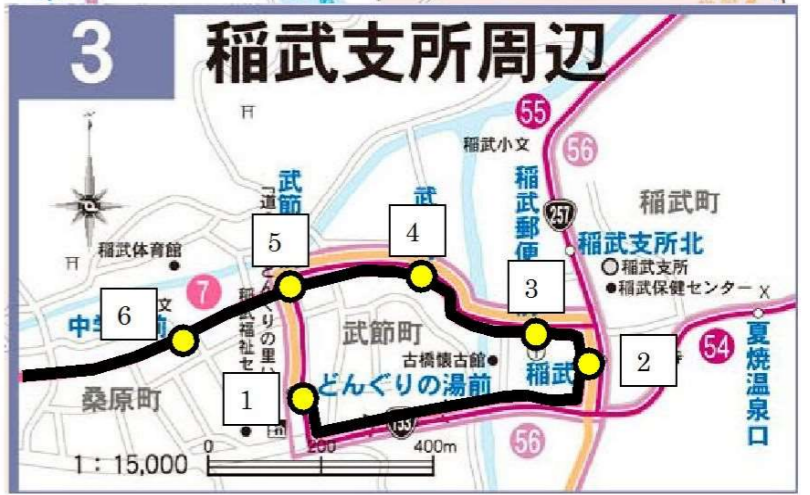 3
稲武支所周辺
55
56
稲武小文
257
稲武町
稲武支所北
稲武支所
稲武保健センター
稲武郵便
武節
武
4
5
稲武体育館
7
文
6
中学
前
3
武節町
古橋懐古館
稲武
2
54
夏焼温泉口
桑原町
1
どんぐりの湯前
153
56
0
200
400m
1：15,000